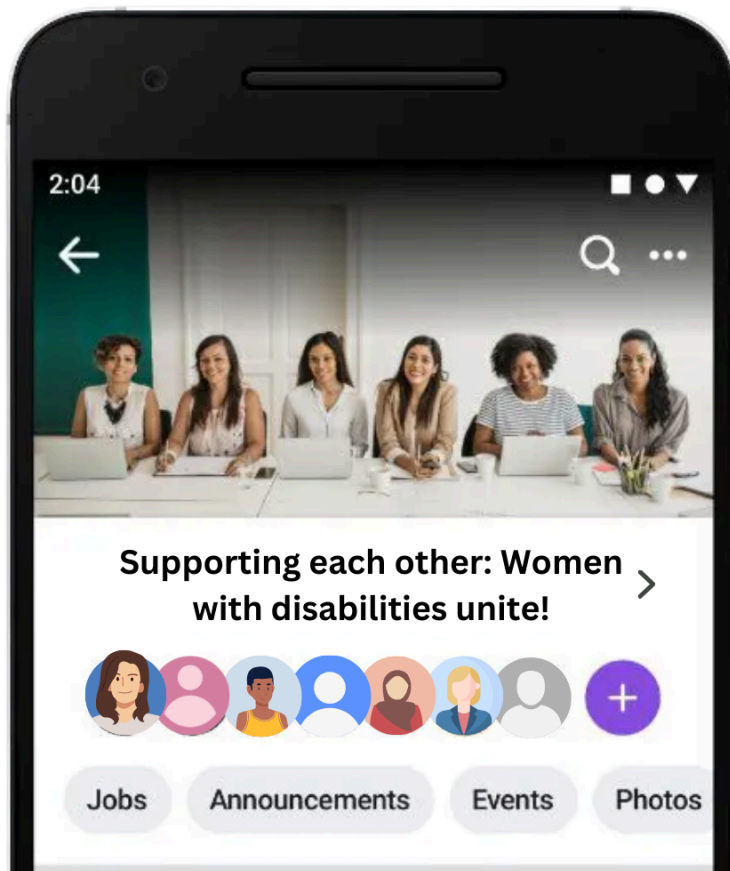 2:04
Supporting each other: Women
with disabilities unite!
Jobs
Announcements
Events
Photos